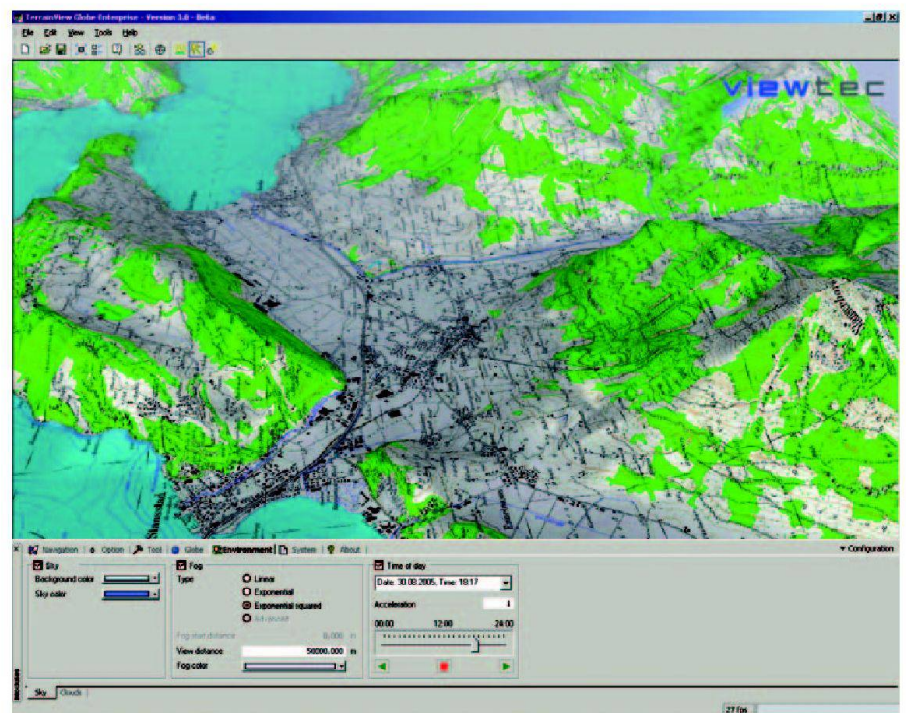 TerrainView Globe Enterprise - Version 3.0 - Beta
File Edit View Tools Help
viewtec
Navigation Option Tool Globe Environment System About Configuration
Sky
Background color
Sky color
Fog
Type
Linear
Exponential
Exponential squared
Advanced
Fog start distance 0.000 m
View distance 50000.000 m
Fog color
Time of day
Date: 30.08.2005, Time: 18:17
Acceleration 1
00:00 12:00 24:00
Sky Clouds
27 fps